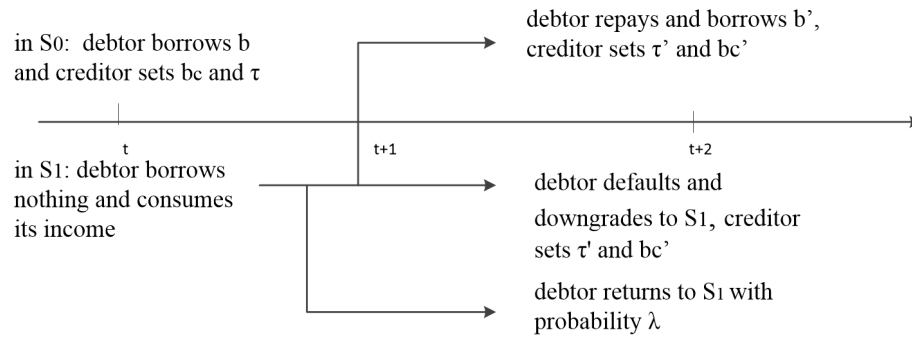 in S0: debtor borrows b
and creditor sets bc and τ
debtor repays and borrows b’,
creditor sets τ’ and bc’
t
t+1
t+2
in S1: debtor borrows
nothing and consumes
its income
debtor defaults and
downgrades to S1, creditor
sets τ' and bc’
debtor returns to S1 with
probability λ